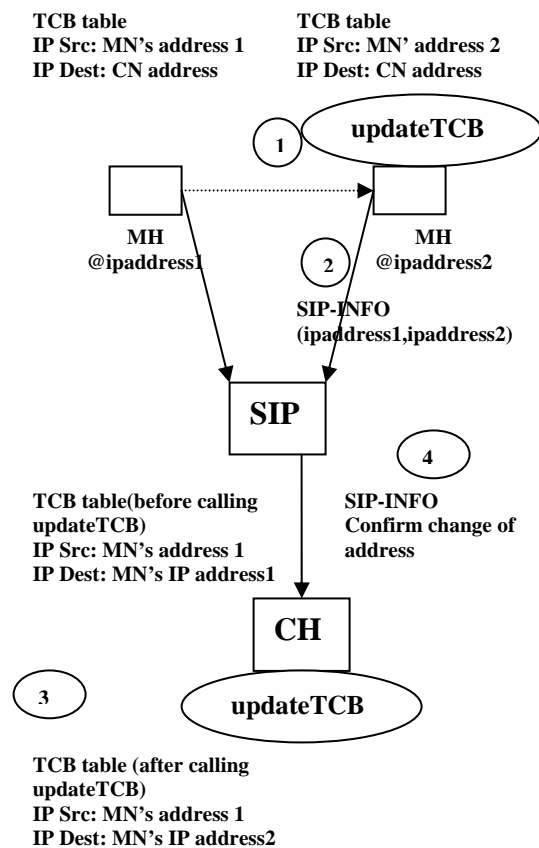 TCB table
IP Src: MN's address 1
IP Dest: CN address
TCB table
IP Src: MN' address 2
IP Dest: CN address
updateTCB
1
MH
@ipaddress1
MH
@ipaddress2
2
SIP-INFO
(ipaddress1,ipaddress2)
SIP
4
SIP-INFO
Confirm change of
address
TCB table(before calling
updateTCB)
IP Src: MN's address 1
IP Dest: MN's IP address1
CH
updateTCB
3
TCB table (after calling
updateTCB)
IP Src: MN's address 1
IP Dest: MN's IP address2